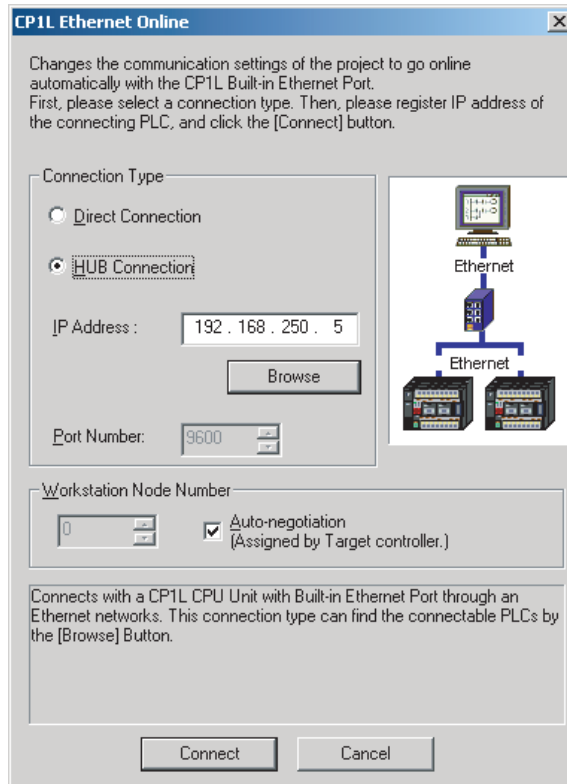 CP1L Ethernet Online
Changes the communication settings of the project to go online
automatically with the CP1L Built-in Ethernet Port.
First, please select a connection type. Then, please register IP address of
the connecting PLC, and click the [Connect] button.
Connection Type
Direct Connection
HUB Connection
IP Address :
192 . 168 . 250 . 5
Browse
Port Number:
9600
Ethernet
Ethernet
Workstation Node Number
0
Auto-negotiation
(Assigned by Target controller.)
Connects with a CP1L CPU Unit with Built-in Ethernet Port through an
Ethernet networks. This connection type can find the connectable PLCs by
the [Browse] Button.
Connect
Cancel